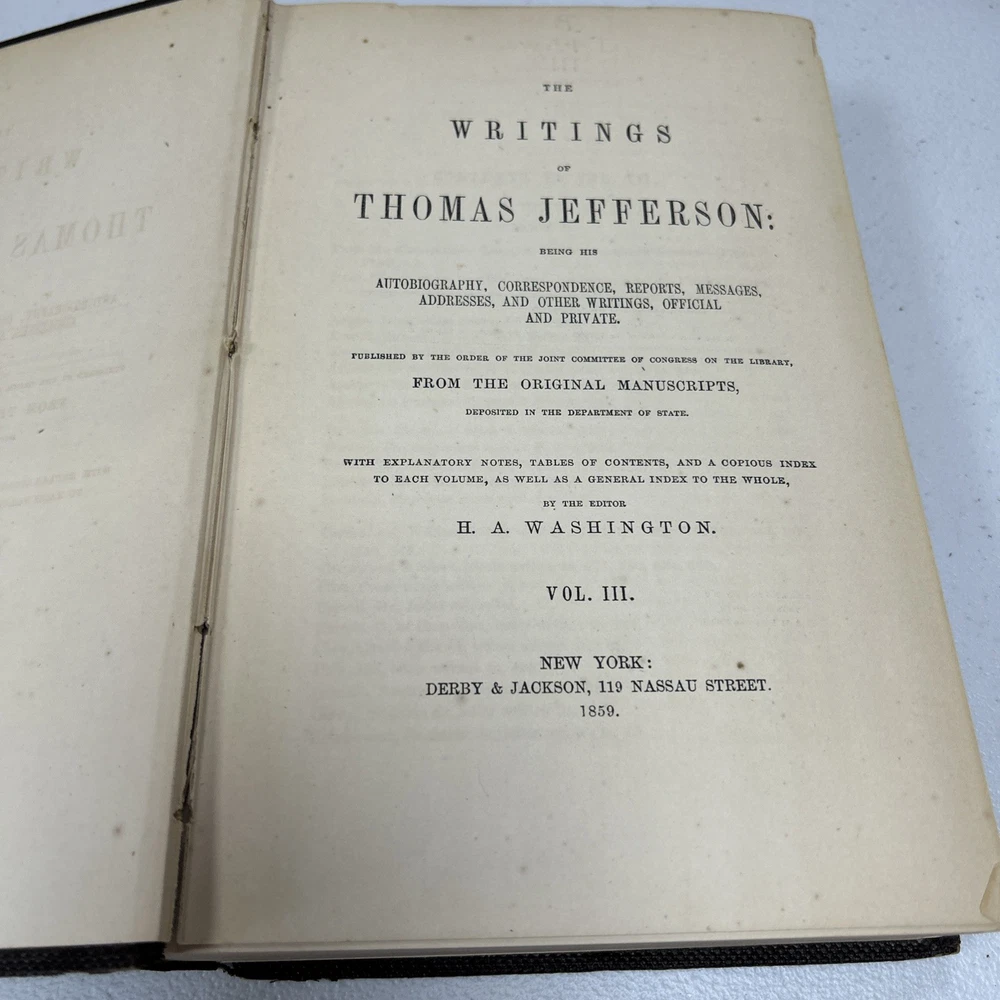 THE
WRITINGS
OF
THOMAS JEFFERSON:
BEING HIS
AUTOBIOGRAPHY, CORRESPONDENCE, REPORTS, MESSAGES,
ADDRESSES, AND OTHER WRITINGS, OFFICIAL
AND PRIVATE.
PUBLISHED BY THE ORDER OF THE JOINT COMMITTEE OF CONGRESS ON THE LIBRARY,
FROM THE ORIGINAL MANUSCRIPTS,
DEPOSITED IN THE DEPARTMENT OF STATE.
WITH EXPLANATORY NOTES, TABLES OF CONTENTS, AND A COPIOUS INDEX
TO EACH VOLUME, AS WELL AS A GENERAL INDEX TO THE WHOLE,
BY THE EDITOR
H. A. WASHINGTON.
VOL. III.
NEW YORK:
DERBY & JACKSON, 119 NASSAU STREET.
1859.